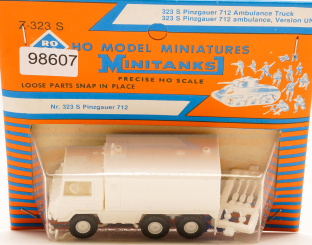 Z-323 S
323 S Pinzgauer 712 Ambulance Truck
323 S Pinzgauer 712 ambulance, Version UN
RO
98607
HO MODEL MINIATURES
MINITANKS
PRECISE HO SCALE
LOOSE PARTS SNAP IN PLACE
Nr. 323 S Pinzgauer 712